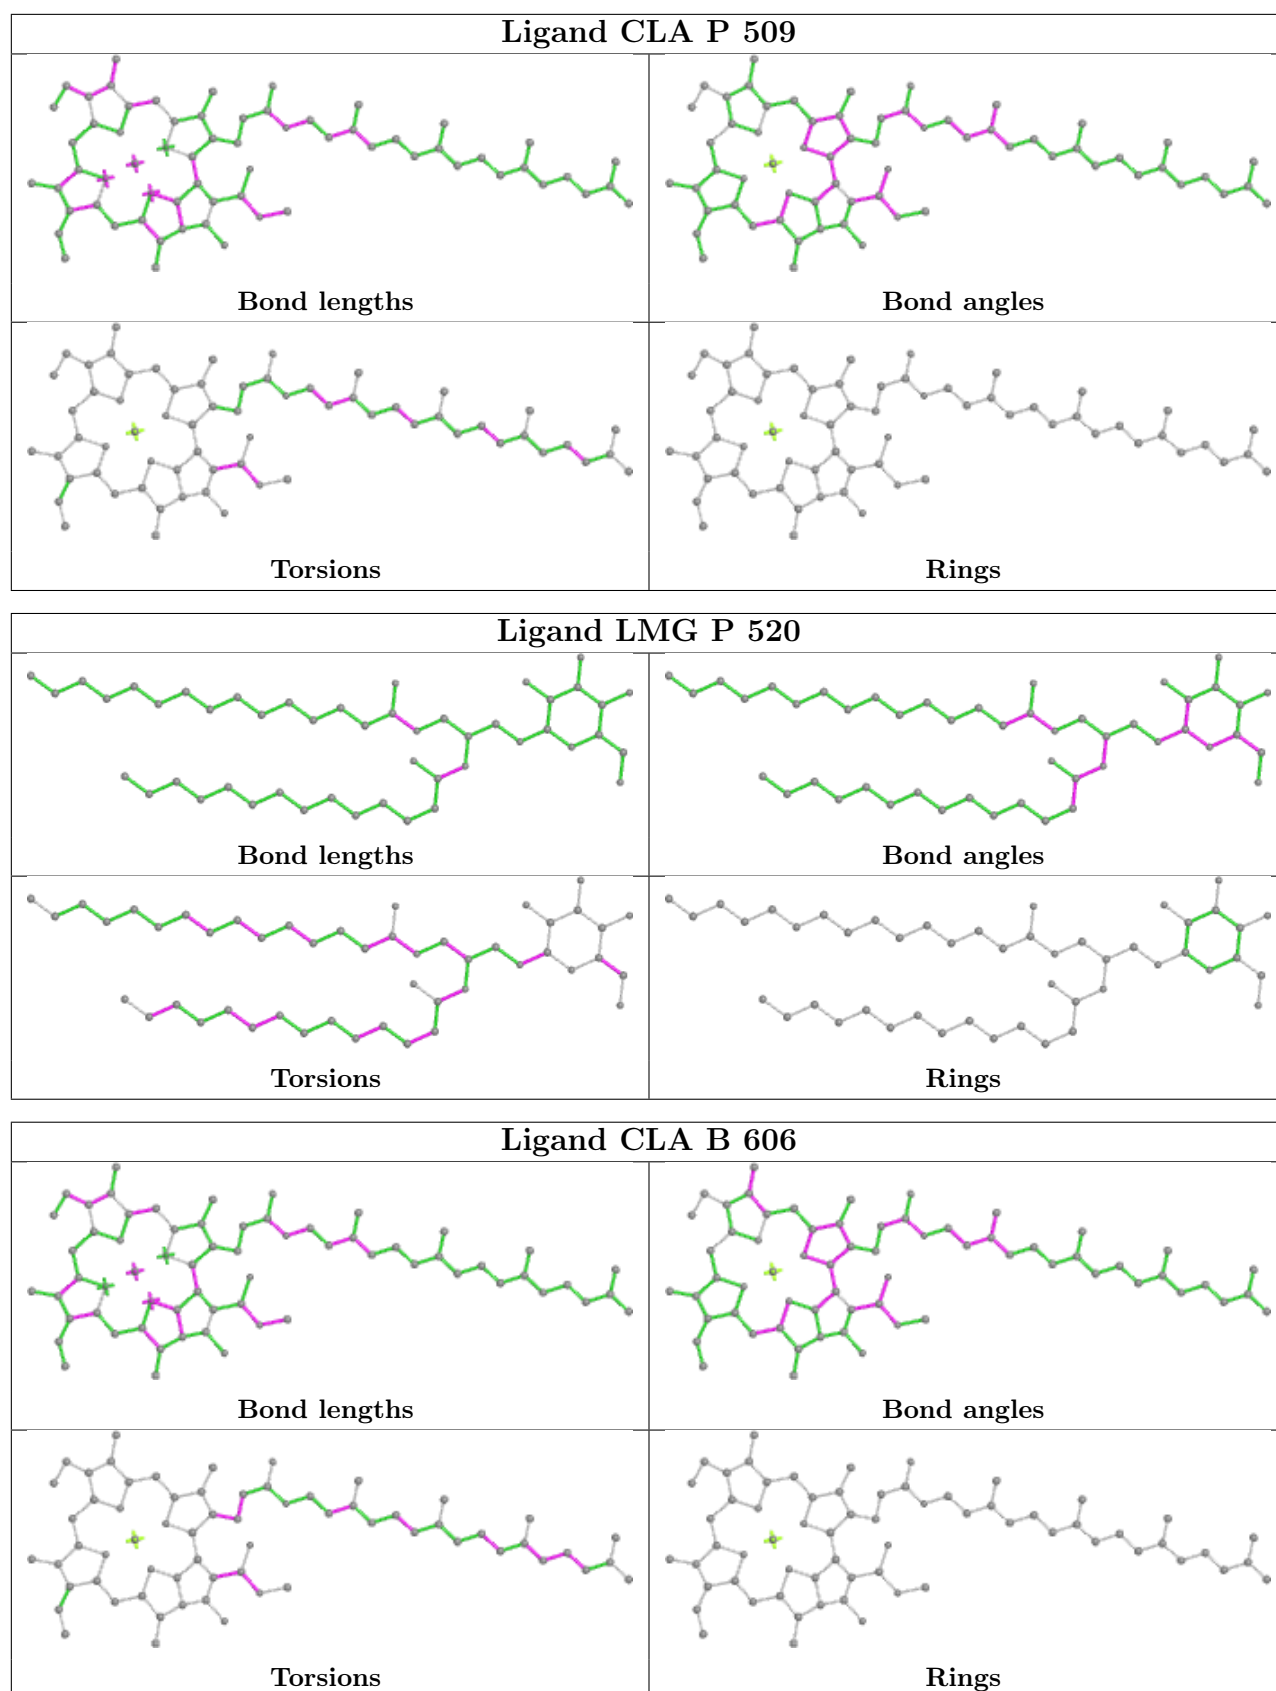 Ligand CLA P 509
Bond lengths
Bond angles
Torsions
Rings
Ligand LMG P 520
Bond lengths
Bond angles
Torsions
Rings
Ligand CLA B 606
Bond lengths
Bond angles
Torsions
Rings